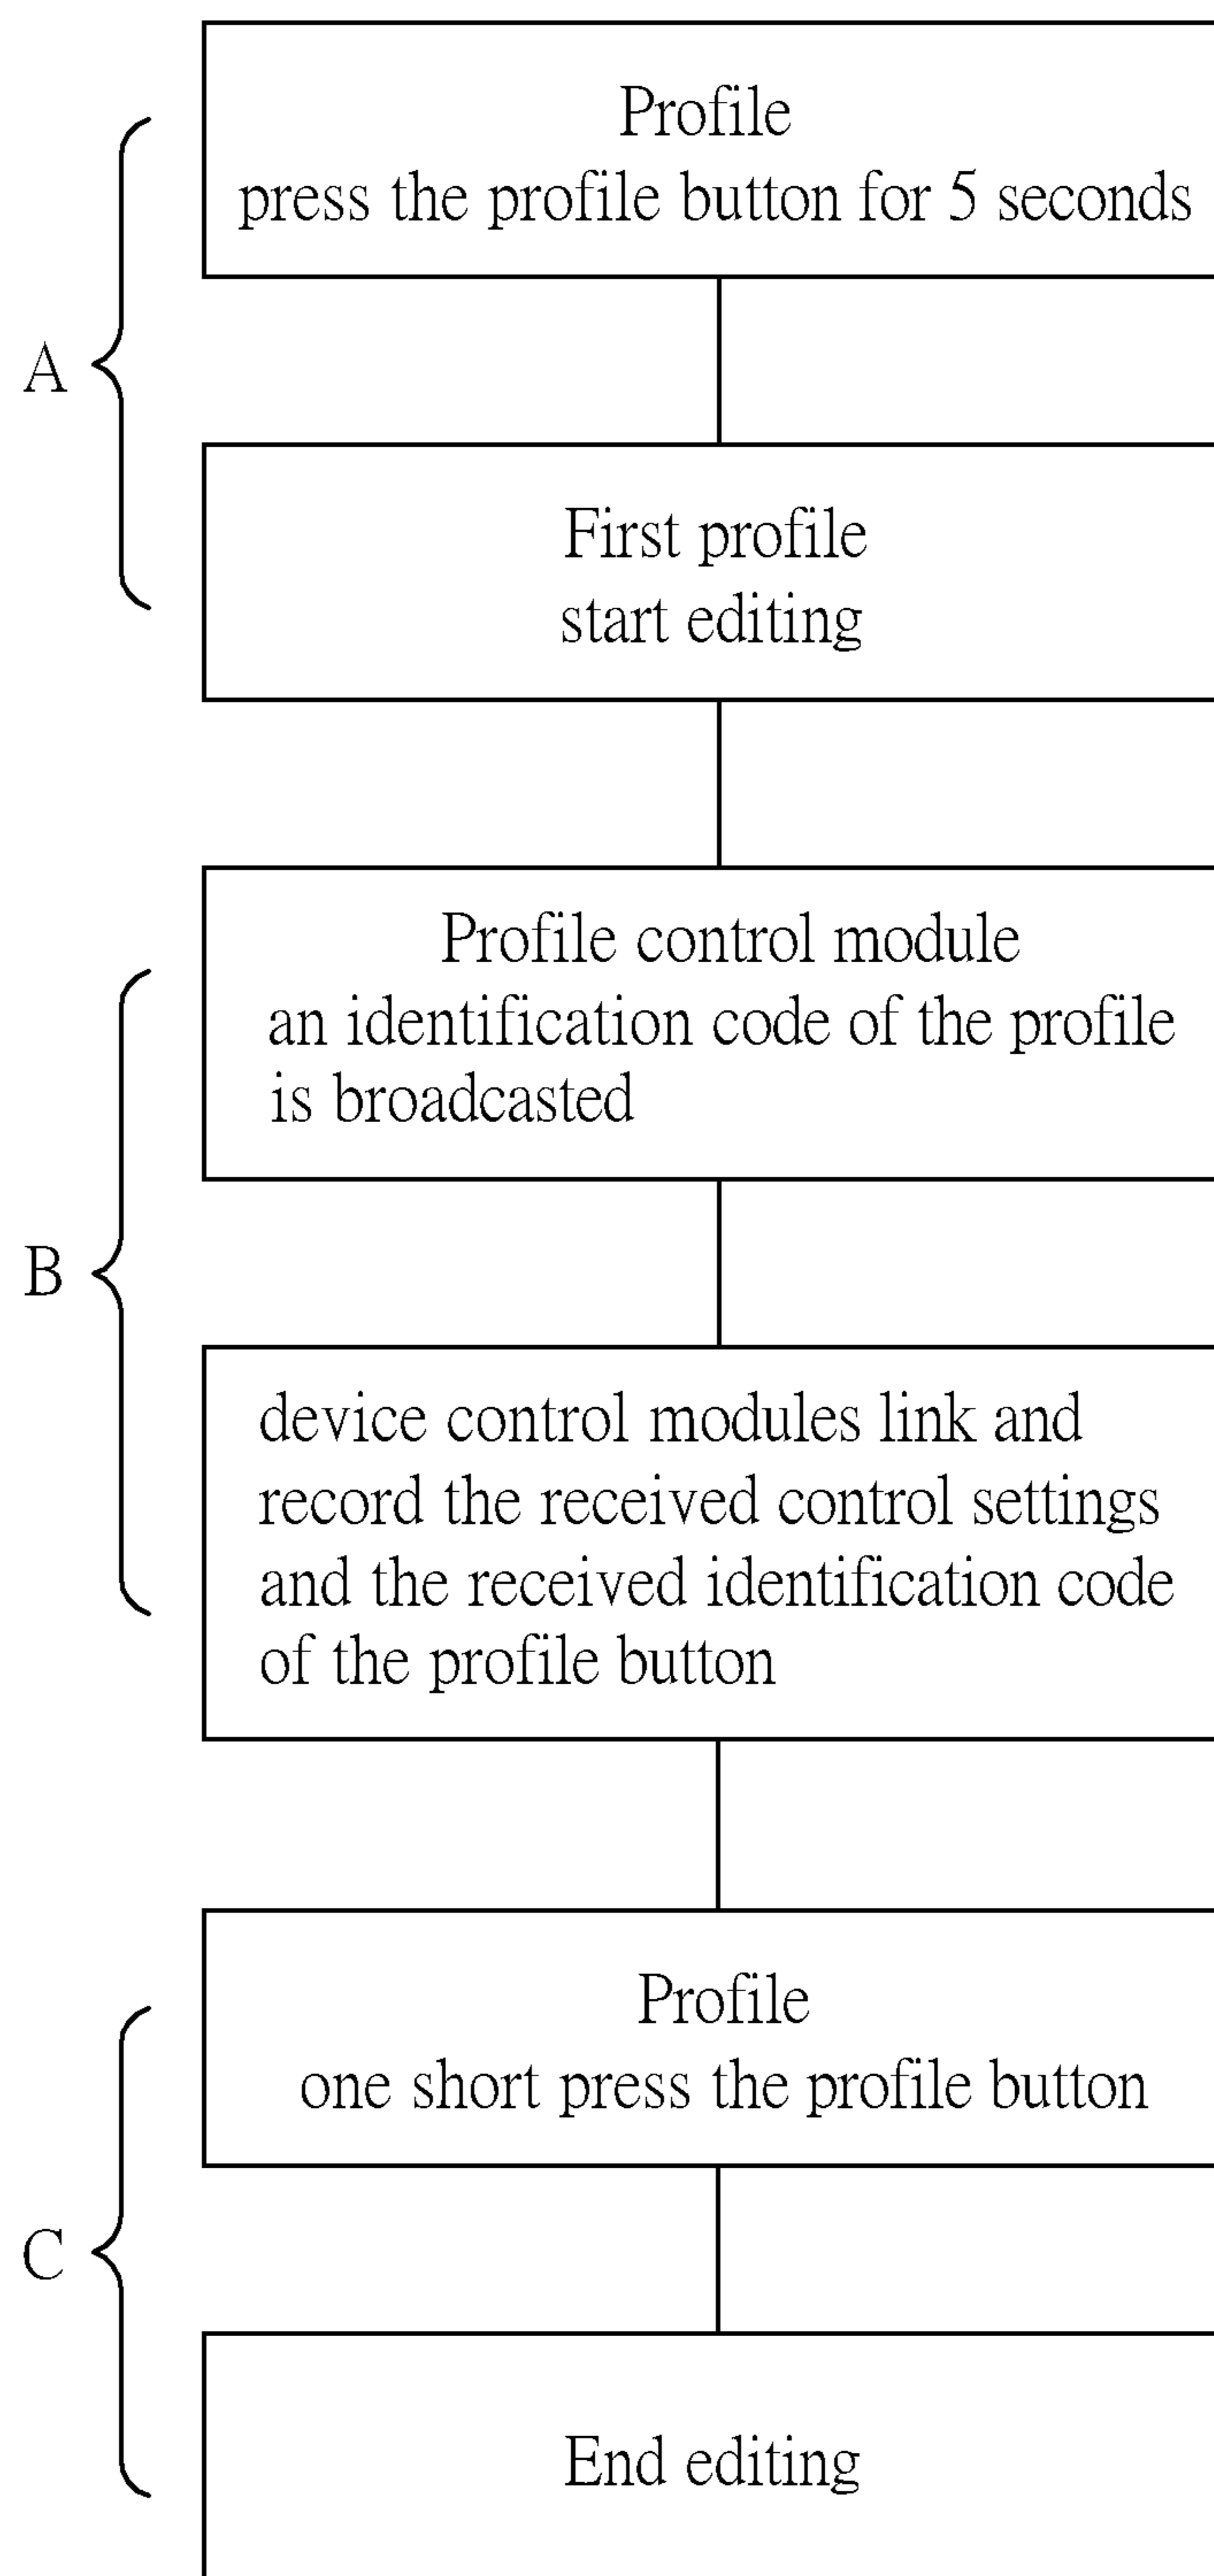 Profile
press the profile button for 5 seconds
A
First profile
start editing
Profile control module
an identification code of the profile
is broadcasted
B
device control modules link and
record the received control settings
and the received identification code
of the profile button
Profile
one short press the profile button
C
End editing